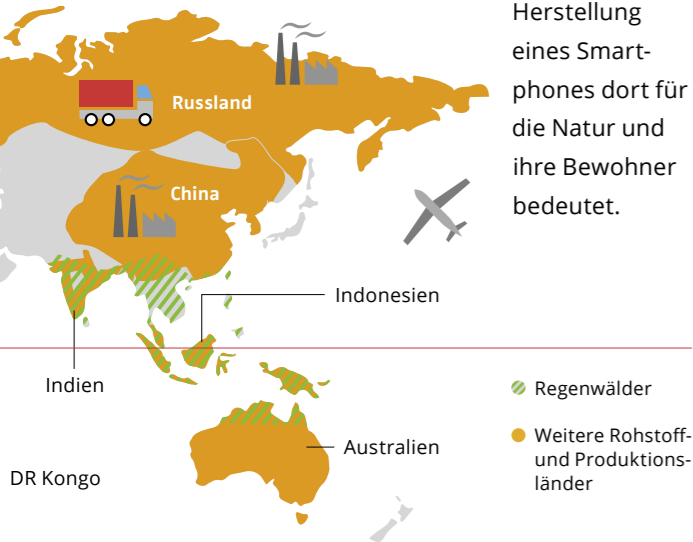 Herstellung
eines Smart-
phones dort für
die Natur und
ihre Bewohner
bedeutet.
Russland
China
Indonesien
Indien
Regenwälder
Weitere Rohstoff-
und Produktions-
länder
Australien
DR Kongo